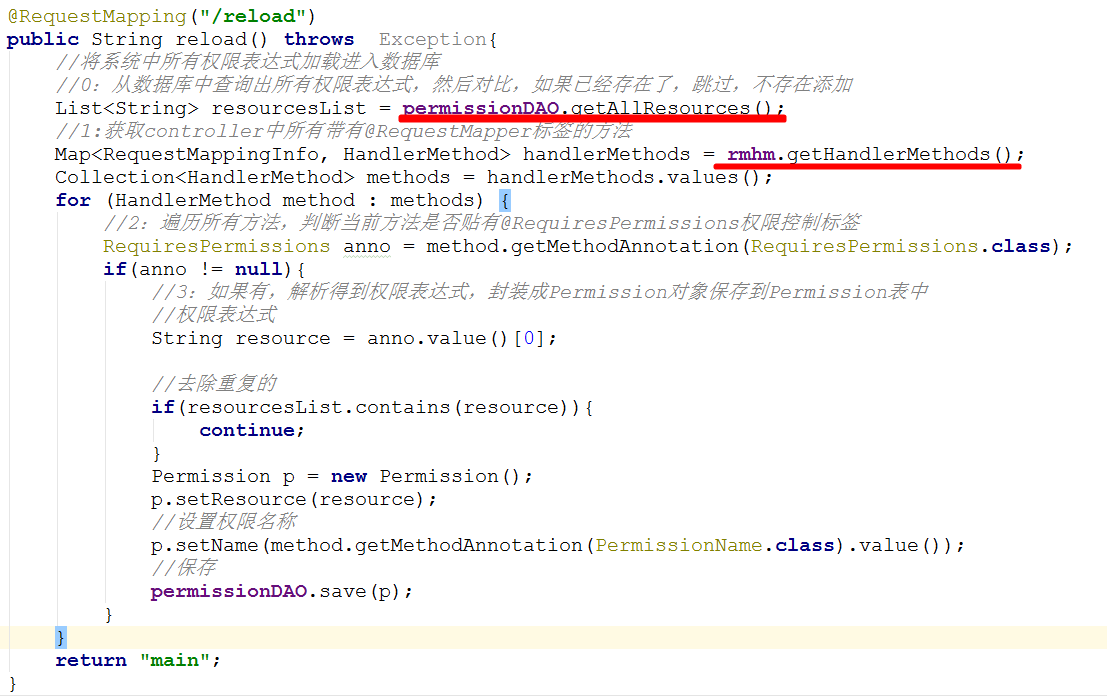 @RequestMapping("/reload")
public String reload() throws  Exception{
    //将系统中所有权限表达式加载进入数据库
    //0：从数据库中查询出所有权限表达式，然后对比，如果已经存在了，跳过，不存在添加
    List<String> resourcesList = permissionDAO.getAllResources();
    //1:获取controller中所有带有@RequestMapper标签的方法
    Map<RequestMappingInfo, HandlerMethod> handlerMethods = rmhm.getHandlerMethods();
    Collection<HandlerMethod> methods = handlerMethods.values();
    for (HandlerMethod method : methods) {
        //2：遍历所有方法，判断当前方法是否贴有@RequiresPermissions权限控制标签
        RequiresPermissions anno = method.getMethodAnnotation(RequiresPermissions.class);
        if(anno != null){
            //3：如果有，解析得到权限表达式，封装成Permission对象保存到Permission表中
            //权限表达式
            String resource = anno.value()[0];
            //去除重复的
            if(resourcesList.contains(resource)){
                continue;
            }
            Permission p = new Permission();
            p.setResource(resource);
            //设置权限名称
            p.setName(method.getMethodAnnotation(PermissionName.class).value());
            //保存
            permissionDAO.save(p);
        }
    }
    return "main";
}